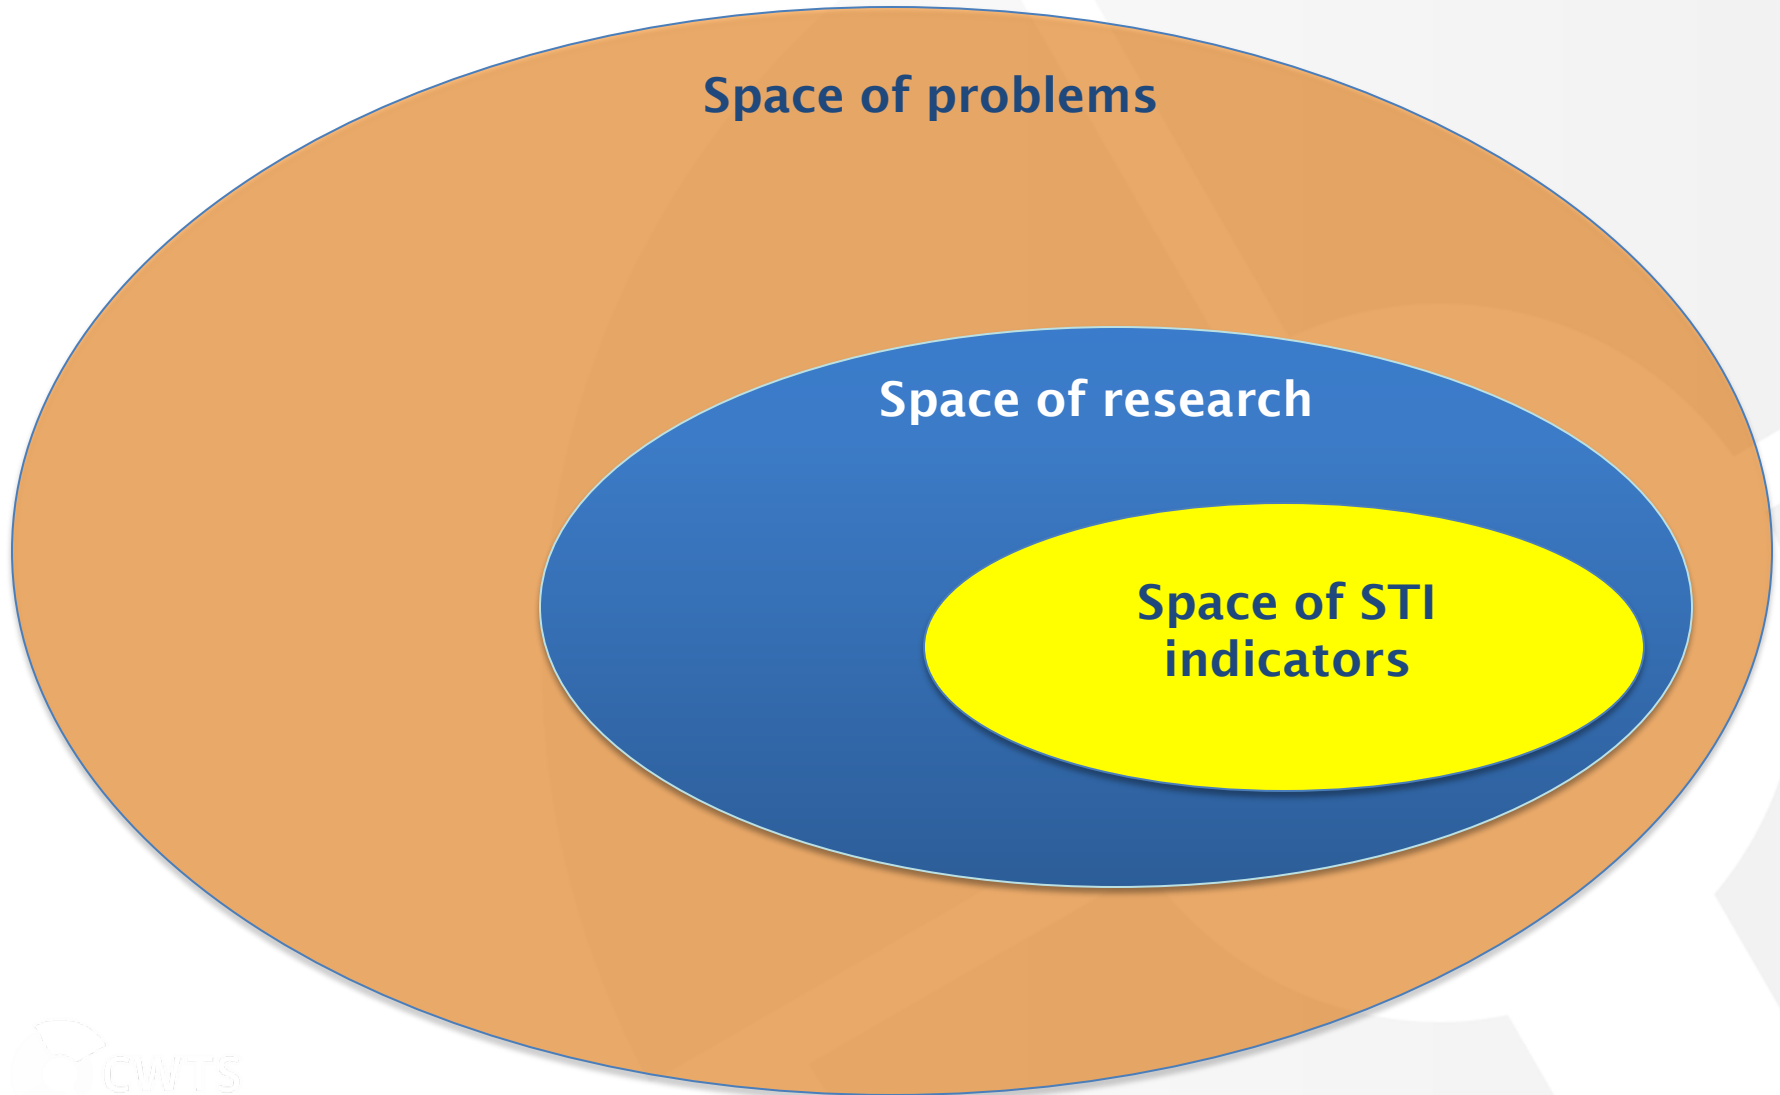 Space of problems
Space of research
Space of STI
indicators
CWTS